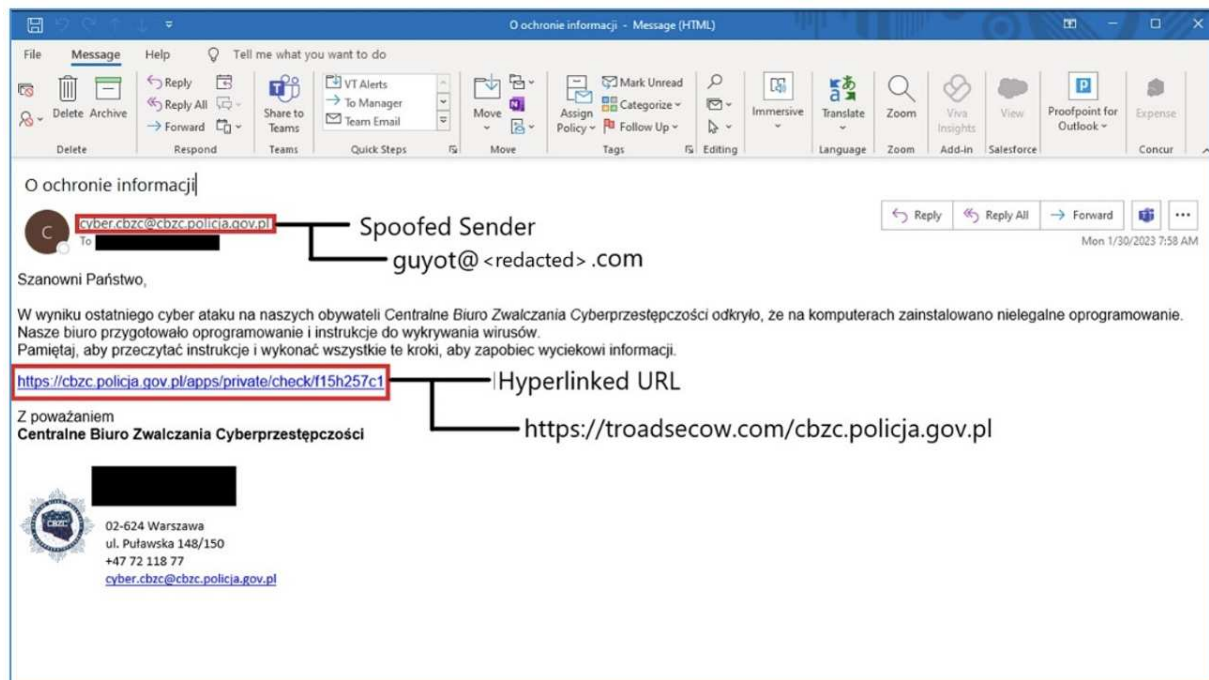 O ochronie informacji - Message (HTML)
File Message Help Tell me what you want to do
Delete Archive
Reply
Reply All
Forward
Share to
Teams
VT Alerts
To Manager
Team Email
Move
Assign
Policy
Mark Unread
Categorize
Follow Up
Immersive
Translate
Zoom
Viva
Insights
View
Proofpoint for
Outlook
Expense
Delete Respond Teams Quick Steps Move Tags Editing Language Zoom Add-in Salesforce Concur
O ochronie informacji
C
cyber.cbzc@cbzc.policja.gov.pl
To
Spoofed Sender
guyot@ <redacted> .com
Reply Reply All Forward
Mon 1/30/2023 7:58 AM
Szanowni Państwo,
W wyniku ostatniego cyber ataku na naszych obywateli Centralne Biuro Zwalczania Cyberprzestępczości odkryło, że na komputerach zainstalowano nielegalne oprogramowanie.
Nasze biuro przygotowało oprogramowanie i instrukcje do wykrywania wirusów.
Pamiętaj, aby przeczytać instrukcje i wykonać wszystkie te kroki, aby zapobiec wyciekowi informacji.
https://cbzc.policja.gov.pl/apps/private/check/f15h257c1
Hyperlinked URL
https://troadsecow.com/cbzc.policja.gov.pl
Z poważaniem
Centralne Biuro Zwalczania Cyberprzestępczości
CBZC
02-624 Warszawa
ul. Puławska 148/150
+47 72 118 77
cyber.cbzc@cbzc.policja.gov.pl